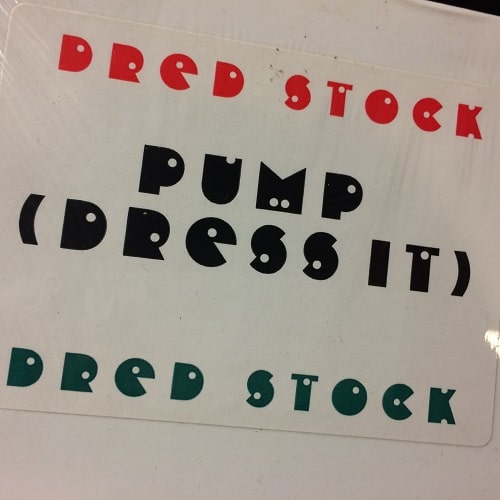 DRED STOCK
PUMP
(DRESS IT)
DRED STOCK